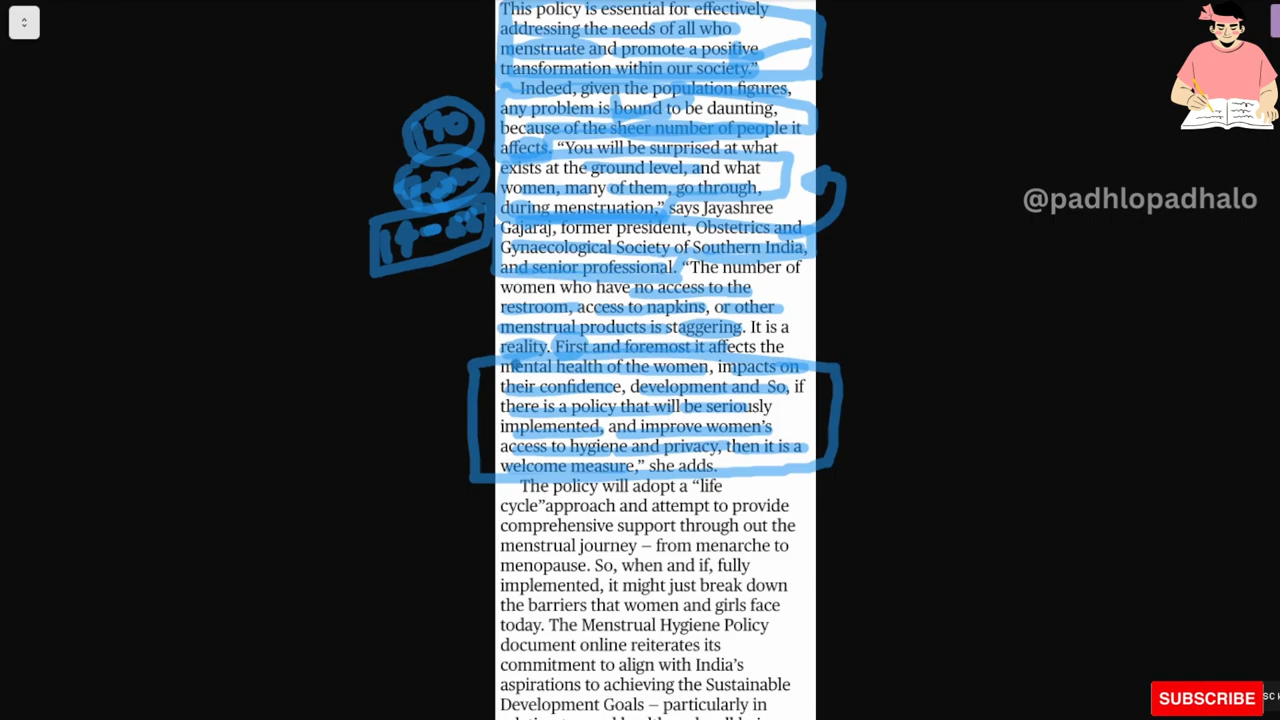 This policy is essential for effectively
addressing the needs of all who
menstruate and promote a positive
transformation within our society.”
Indeed, given the population figures,
any problem is bound to be daunting,
because of the sheer number of people it
affects. “You will be surprised at what
exists at the ground level, and what
women, many of them, go through,
during menstruation,” says Jayashree
Gajaraj, former president, Obstetrics and
Gynaecological Society of Southern India,
and senior professional. “The number of
women who have no access to the
restroom, access to napkins, or other
menstrual products is staggering. It is a
reality. First and foremost it affects the
mental health of the women, impacts on
their confidence, development and So, if
there is a policy that will be seriously
implemented, and improve women’s
access to hygiene and privacy, then it is a
welcome measure,” she adds.
The policy will adopt a “life
cycle”approach and attempt to provide
comprehensive support through out the
menstrual journey — from menarche to
menopause. So, when and if, fully
implemented, it might just break down
the barriers that women and girls face
today. The Menstrual Hygiene Policy
document online reiterates its
commitment to align with India’s
aspirations to achieving the Sustainable
Development Goals — particularly in
@padhlopadhalo
SUBSCRIBE